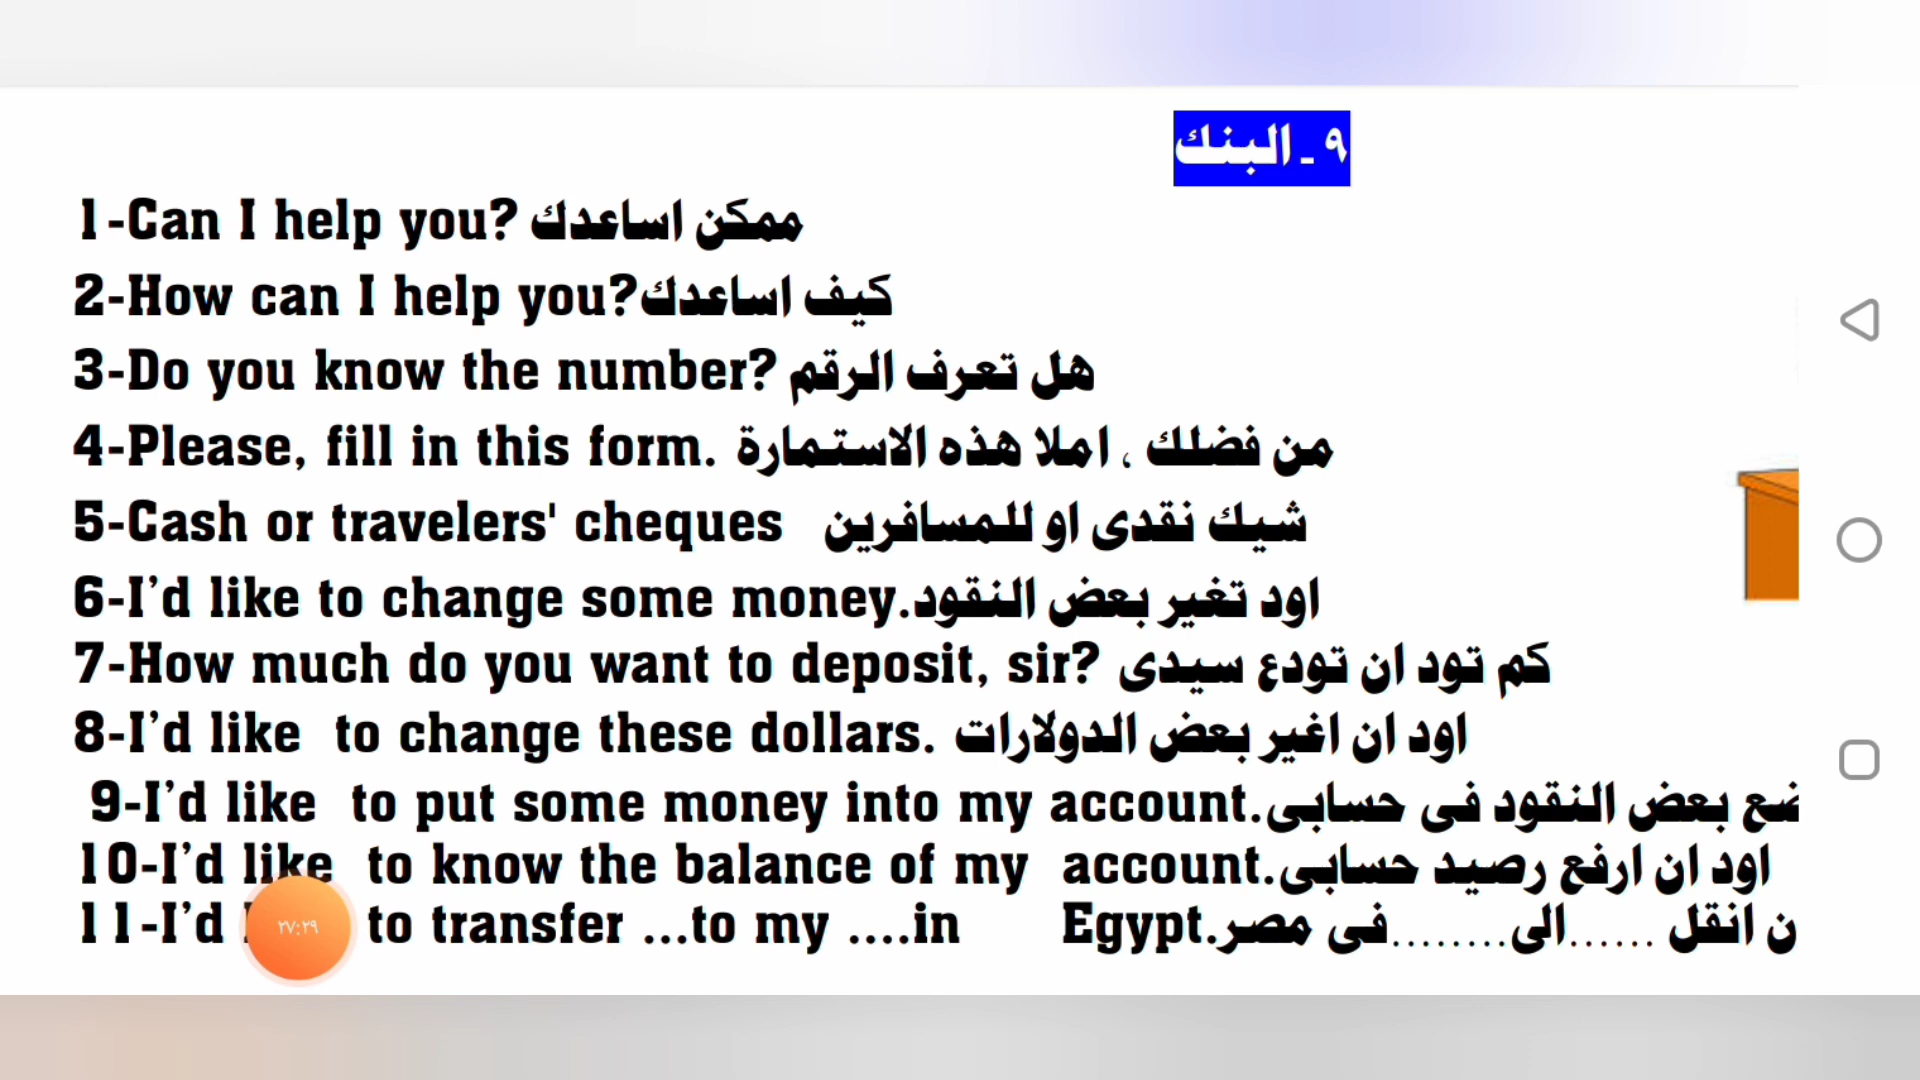 ٩ - البنك
1-Can I help you? ممكن اساعدك
2-How can I help you?كيف اساعدك
3-Do you know the number? هل تعرف الرقم
4-Please, fill in this form. من فضلك ، املا هذه الاستمارة
5-Cash or travelers' cheques شيك نقدى او للمسافرين
6-I’d like to change some money.اود تغير بعض النقود
7-How much do you want to deposit, sir? كم تود ان تودع سيدى
8-I’d like to change these dollars. اود ان اغير بعض الدولارات
9-I’d like to put some money into my account.بعض النقود فى حسابى
10-I’d like to know the balance of my account.اود ان ارفع رصيد حسابى
11-I’d to transfer ...to my ....in Egypt.انقل ......الى........فى مصر
٢٧:٢٩